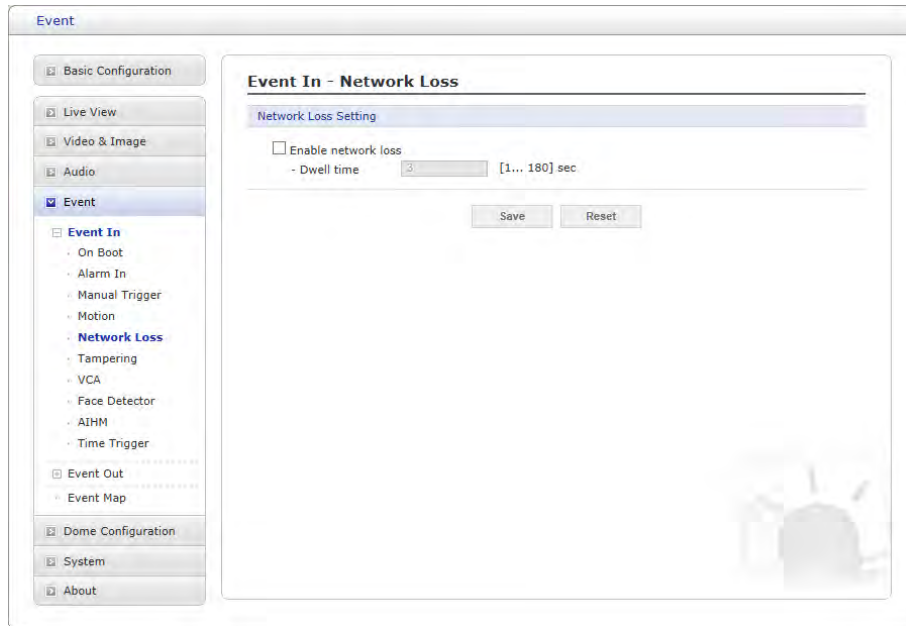 Event
Basic Configuration
Live View
Video & Image
Audio
Event
Event In
On Boot
Alarm In
Manual Trigger
Motion
Network Loss
Tampering
VCA
Face Detector
AIHM
Time Trigger
Event Out
Event Map
Dome Configuration
System
About
Event In - Network Loss
Network Loss Setting
Enable network loss
- Dwell time 3 [1... 180] sec
Save Reset